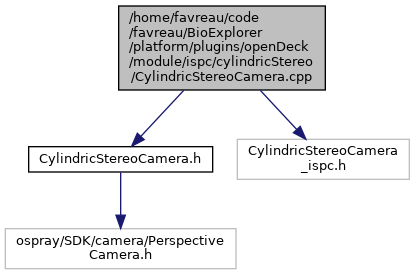 /home/favreau/code
/favreau/BioExplorer
/platform/plugins/openDeck
/module/ispc/cylindricStereo
/CylindricStereoCamera.cpp
CylindricStereoCamera.h
CylindricStereoCamera
_ispc.h
ospray/SDK/camera/Perspective
Camera.h